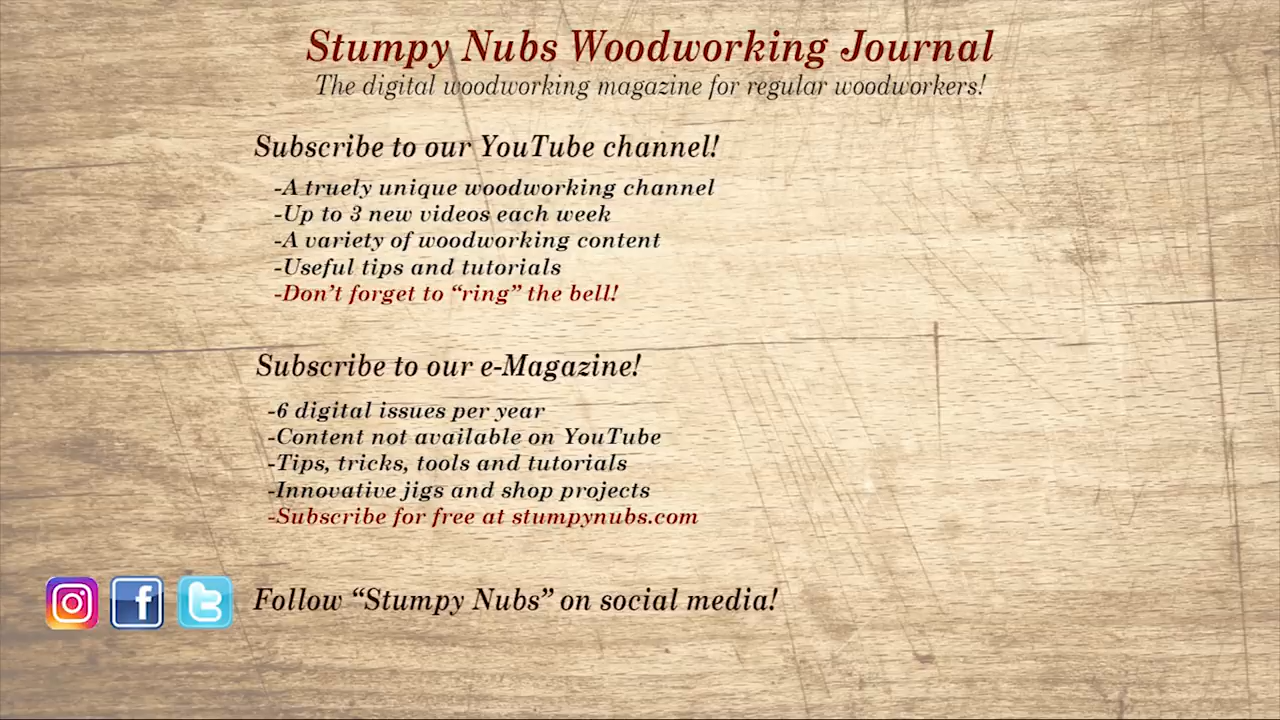 Stumpy Nubs Woodworking Journal
The digital woodworking magazine for regular woodworkers!
Subscribe to our YouTube channel!
-A truely unique woodworking channel
-Up to 3 new videos each week
-A variety of woodworking content
-Useful tips and tutorials
-Don't forget to “ring” the bell!
Subscribe to our e-Magazine!
-6 digital issues per year
-Content not available on YouTube
-Tips, tricks, tools and tutorials
-Innovative jigs and shop projects
-Subscribe for free at stumpynubs.com
Follow “Stumpy Nubs” on social media!